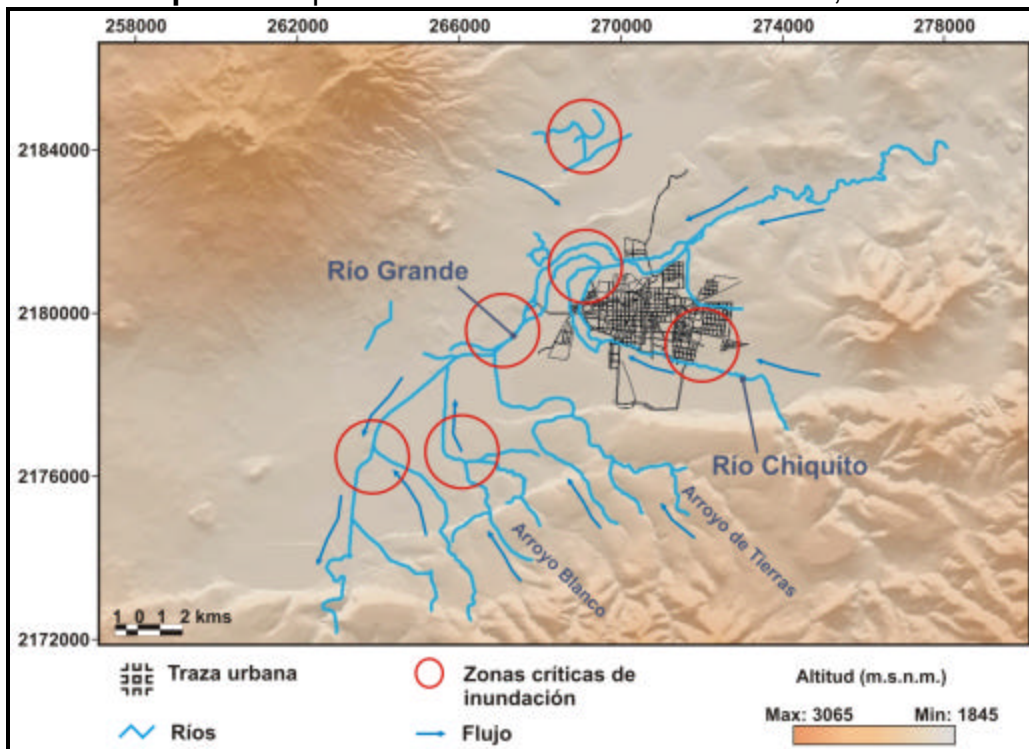 258000 262000 266000 270000 274000 278000
2184000
2180000
2176000
2172000
Río Grande
Río Chiquito
Arroyo de Tierras
Arroyo Blanco
1 0 1 2 kms
Traza urbana
Zonas críticas de
inundación
Altitud (m.s.n.m.)
Max: 3065 Min: 1845
Ríos
Flujo